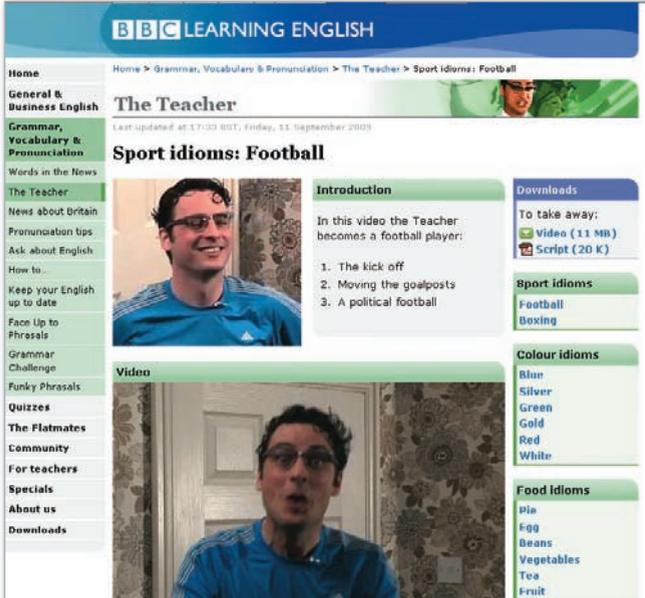 BBC LEARNING ENGLISH
Home > Grammar, Vocabulary & Pronunciation > The Teacher > Sport idioms: Football
Home
General &
Business English
Grammar,
Vocabulary &
Pronunciation
Words in the News
The Teacher
News about Britain
Pronunciation tips
Ask about English
How to...
Keep your English
up to date
Face Up to
Phrasals
Grammar
Challenge
Funky Phrasals
Quizzes
The Flatmates
Community
For teachers
Specials
About us
Downloads
The Teacher
Last updated at 17:33 BST, Friday, 11 September 2009
Sport idioms: Football
Introduction
In this video the Teacher
becomes a football player:
1. The kick off
2. Moving the goalposts
3. A political football
Video
Downloads
To take away:
Video (11 MB)
Script (20 K)
Sport idioms
Football
Boxing
Colour idioms
Blue
Silver
Green
Gold
Red
White
Food idioms
Pie
Egg
Beans
Vegetables
Tea
Fruit